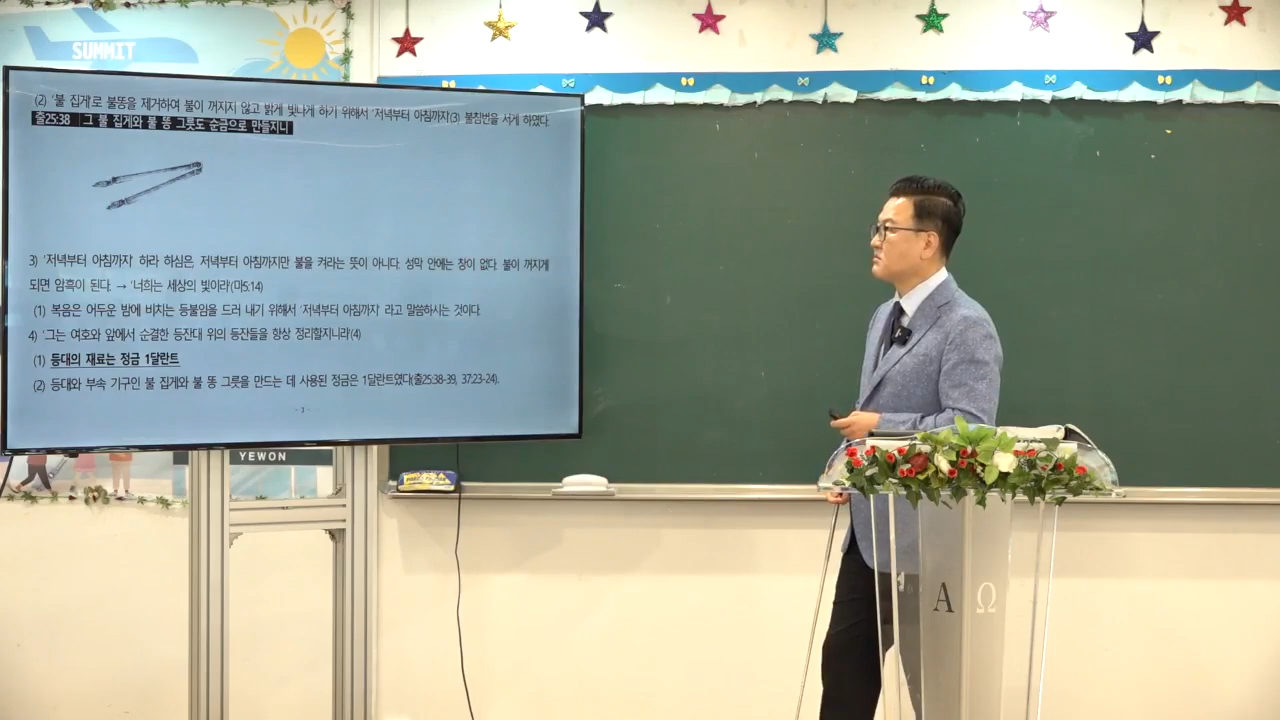 SUMMIT
(2) '불 집게'로 불똥을 제거하여 불이 꺼지지 않고 밝게 빛나게 하기 위해서 '저녁부터 아침까지'(3) 불침번을 서게 하였다.
출25:38 그 불 집게와 불 똥 그릇도 순금으로 만들지니
3) '저녁부터 아침까지' 하라 하심은, 저녁부터 아침까지만 불을 켜라는 뜻이 아니다. 성막 안에는 창이 없다. 불이 꺼지게
되면 암흑이 된다. → '너희는 세상의 빛이라'(마5:14)
(1) 복음은 어두운 밤에 비치는 등불임을 드러 내기 위해서 '저녁부터 아침까지' 라고 말씀하시는 것이다.
4) '그는 여호와 앞에서 순결한 등잔대 위의 등잔들을 항상 정리할지니라'(4)
(1) 등대의 재료는 정금 1달란트
(2) 등대와 부속 기구인 불 집게와 불 똥 그릇을 만드는 데 사용된 정금은 1달란트였다(출25:38-39, 37:23-24).
- 3 -
YEWON
Α Ω